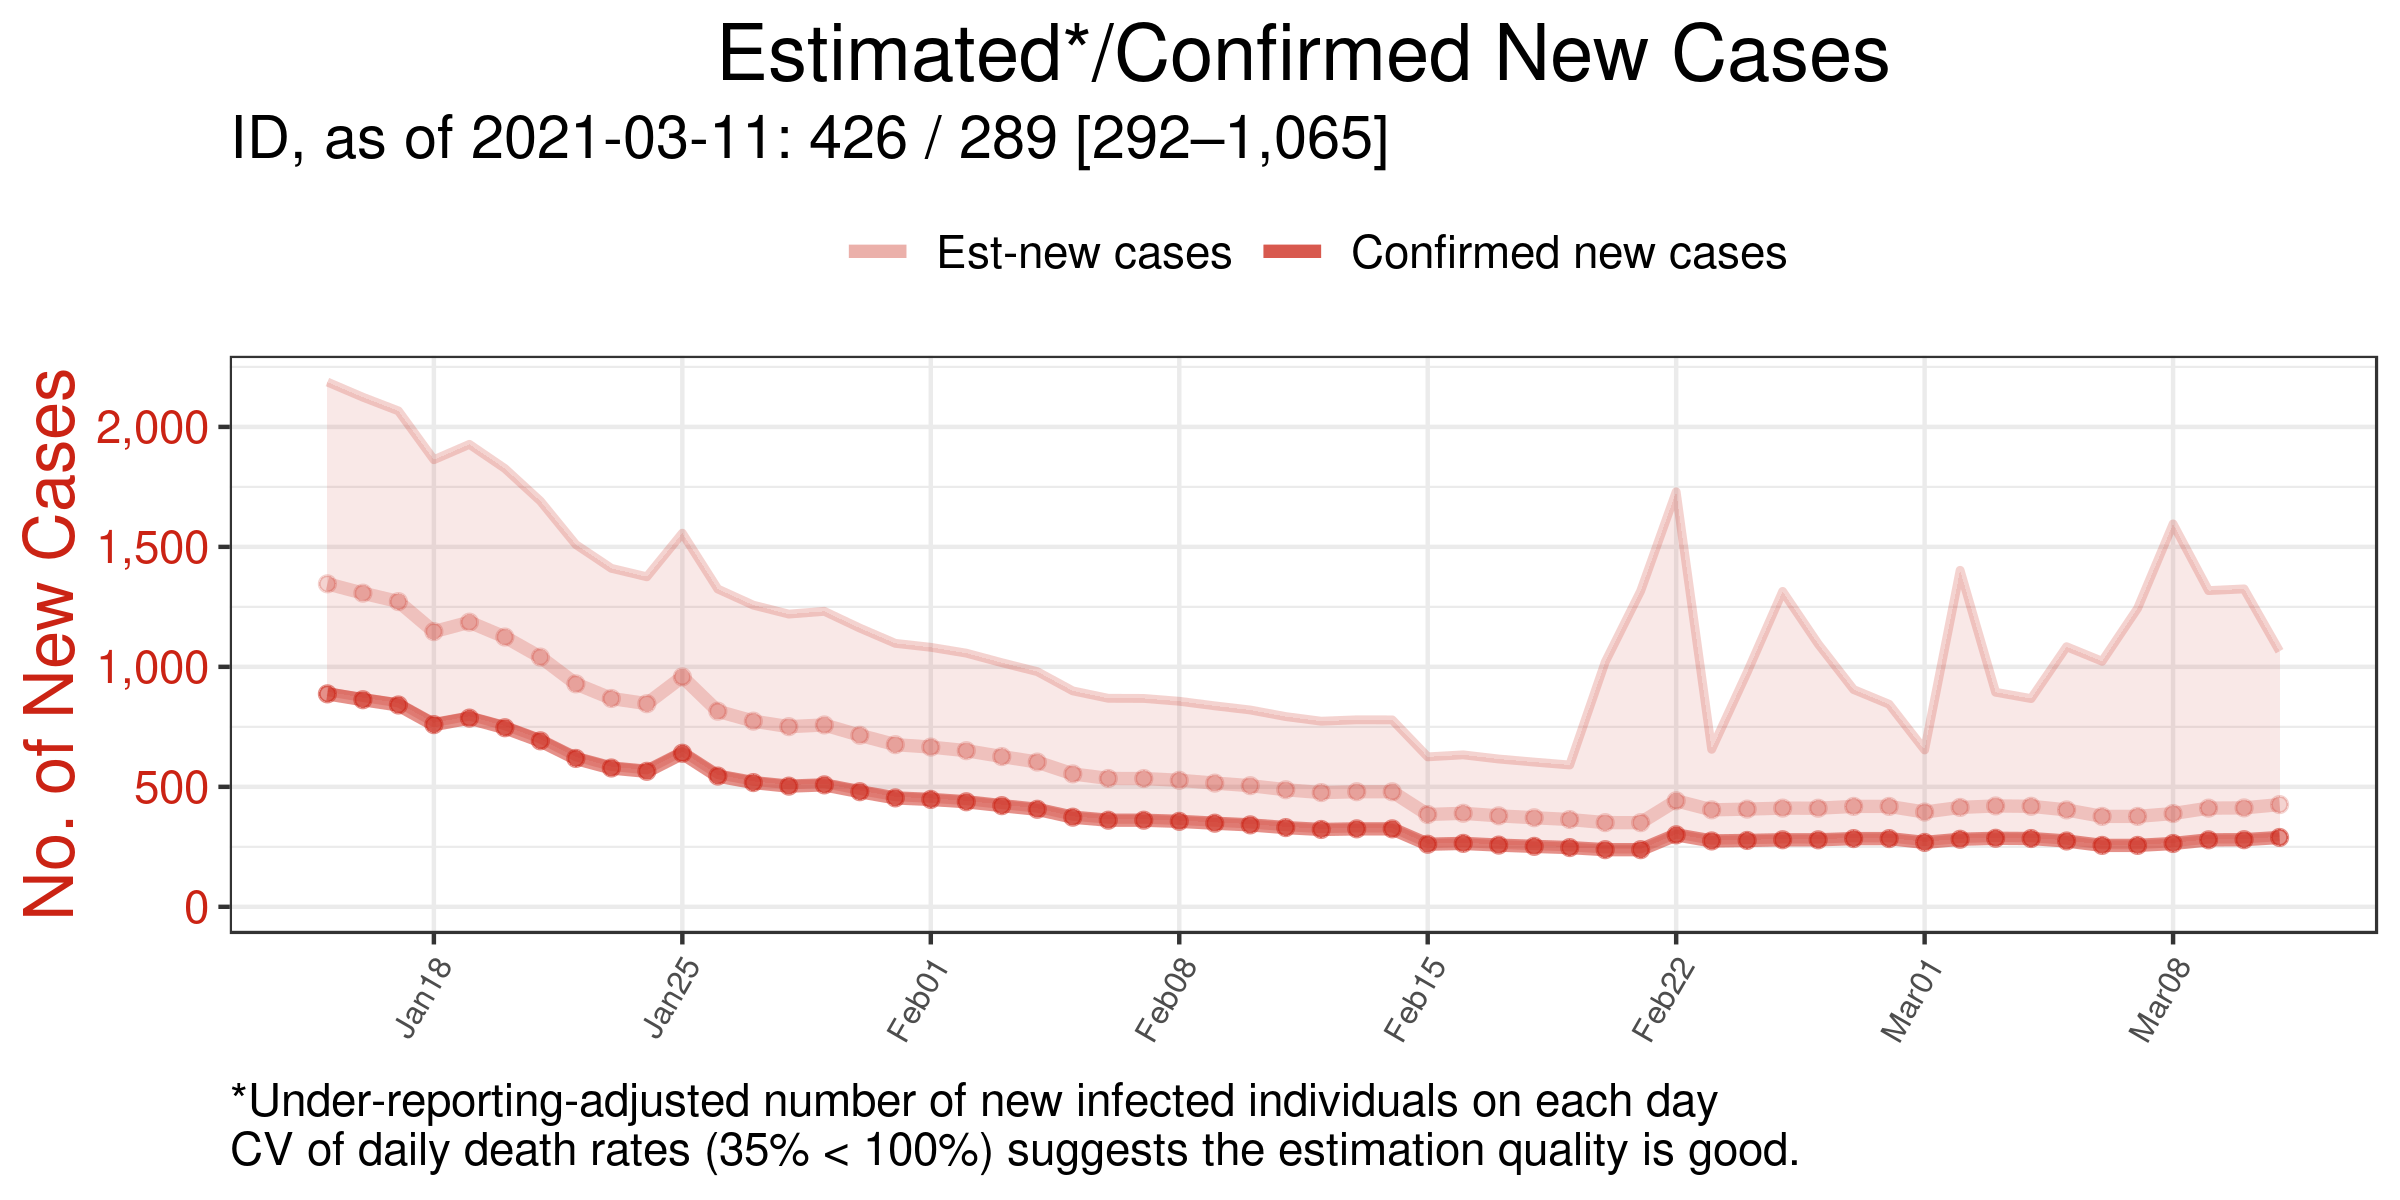 Estimated*/Confirmed New Cases
ID, as of 2021-03-11: 426 / 289 [292–1,065]
Est-new cases
Confirmed new cases
No. of New Cases
2,000
1,500
1,000
500
0
Jan18
Jan25
Feb01
Feb08
Feb15
Feb22
Mar01
Mar08
*Under-reporting-adjusted number of new infected individuals on each day
CV of daily death rates (35% < 100%) suggests the estimation quality is good.